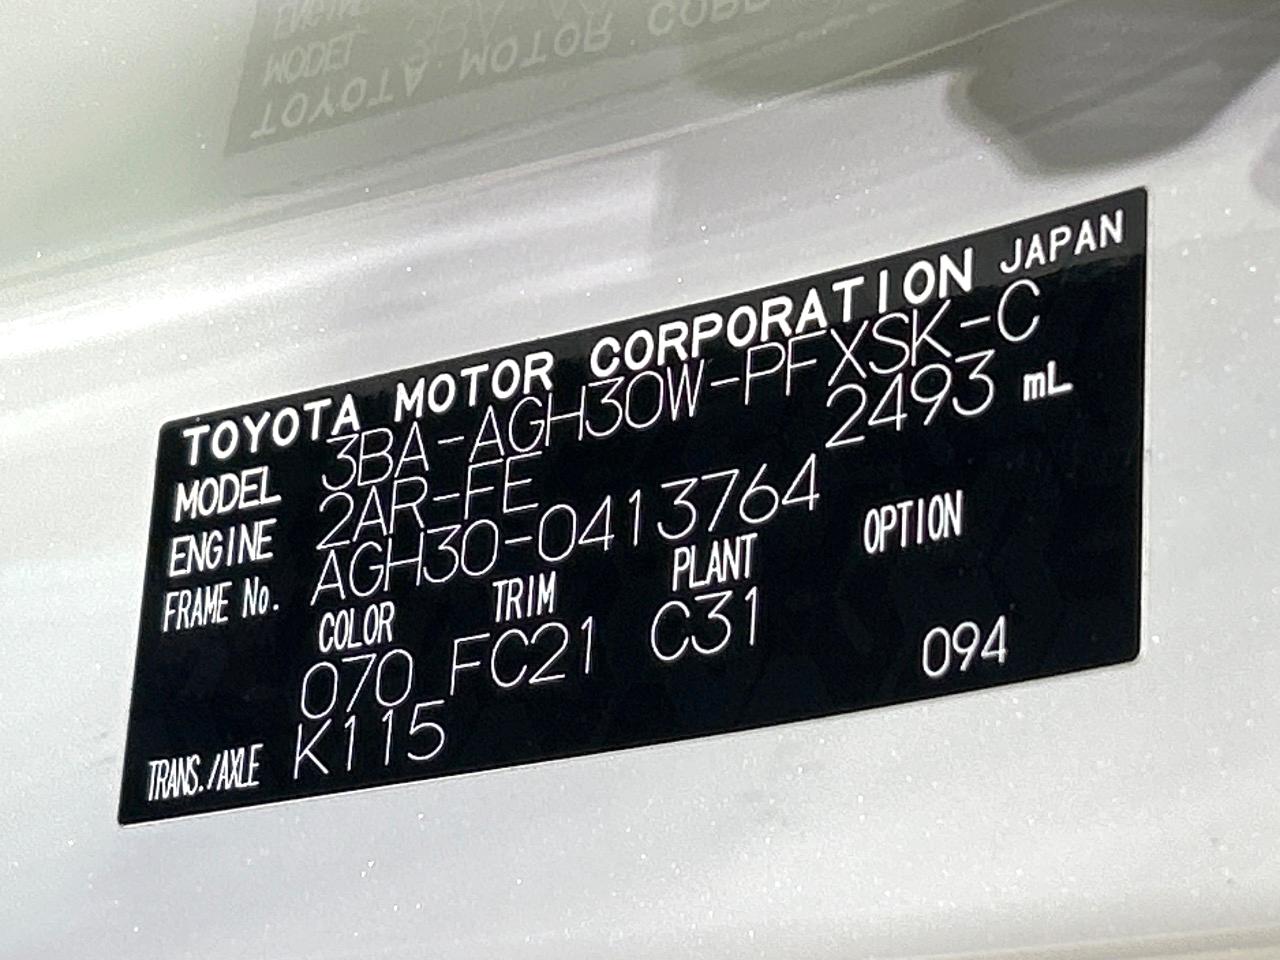 TOYOTA MOTOR CORPORATION JAPAN
MODEL 3BA-AGH30W-PFXSK-C
ENGINE 2AR-FE 2493 mL
FRAME No. AGH30-0413764
COLOR TRIM PLANT OPTION
070 FC21 C31
TRANS./AXLE K115 094